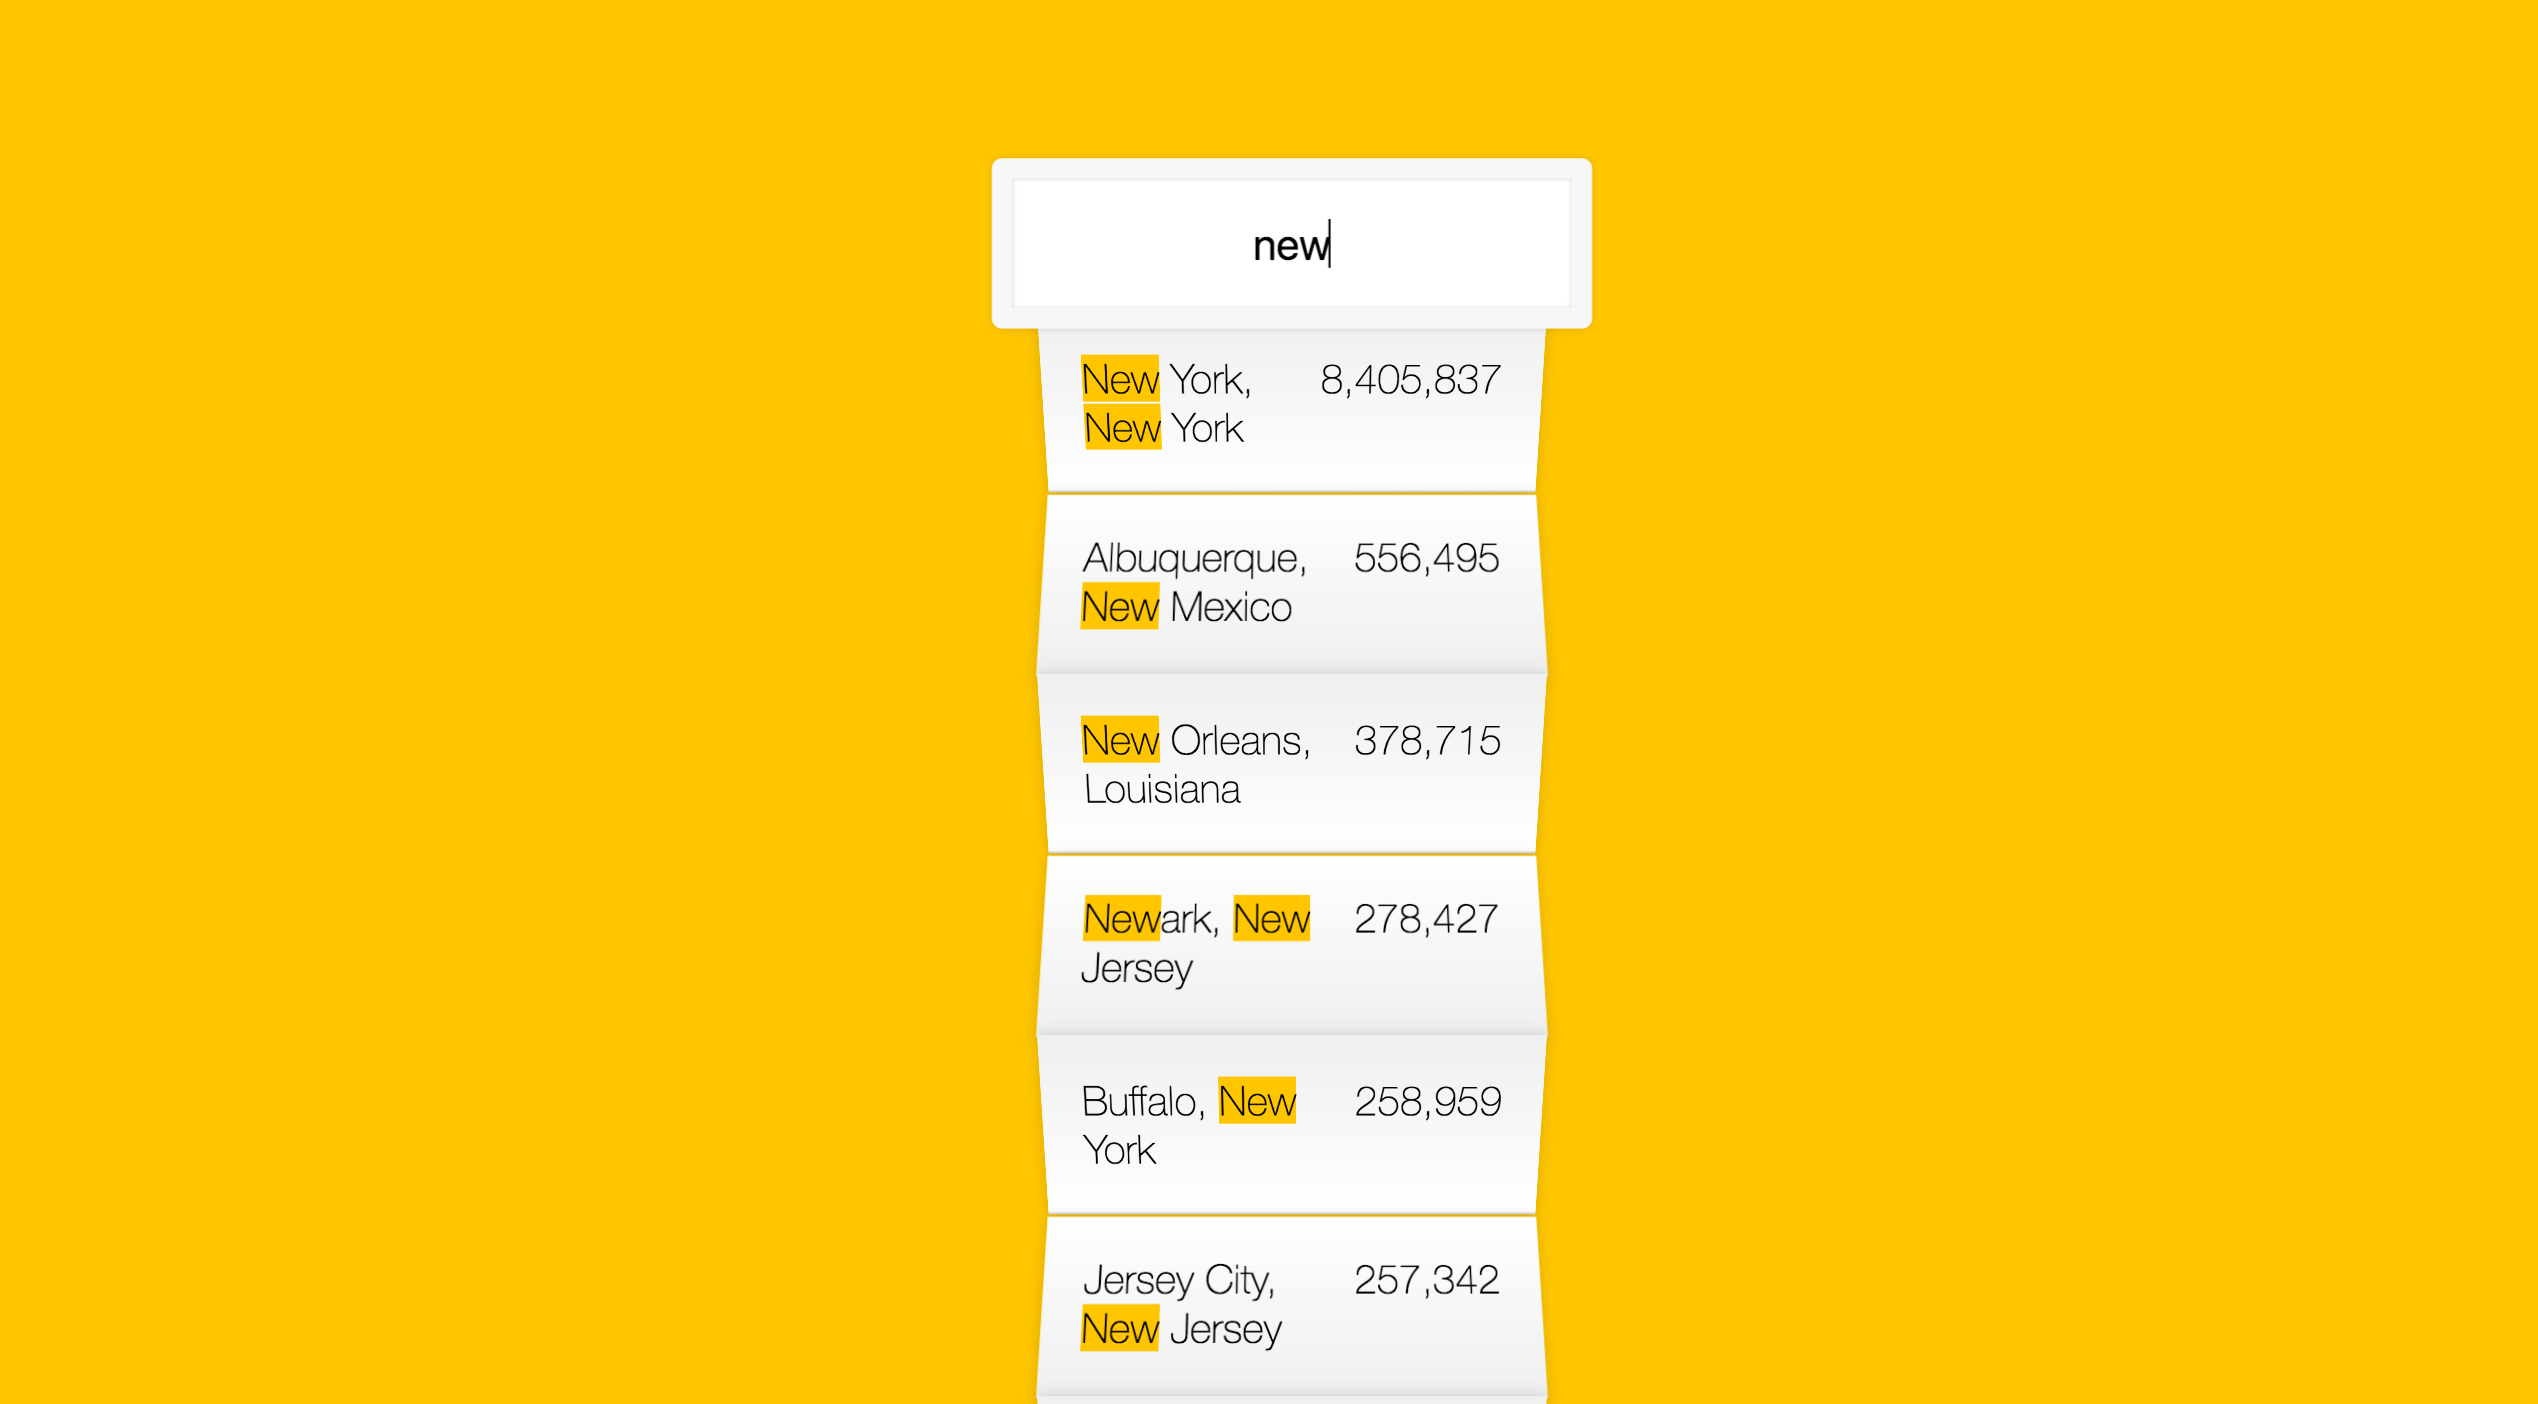 new
New York, 8,405,837
New York
Albuquerque, 556,495
New Mexico
New Orleans, 378,715
Louisiana
Newark, New 278,427
Jersey
Buffalo, New 258,959
York
Jersey City, 257,342
New Jersey